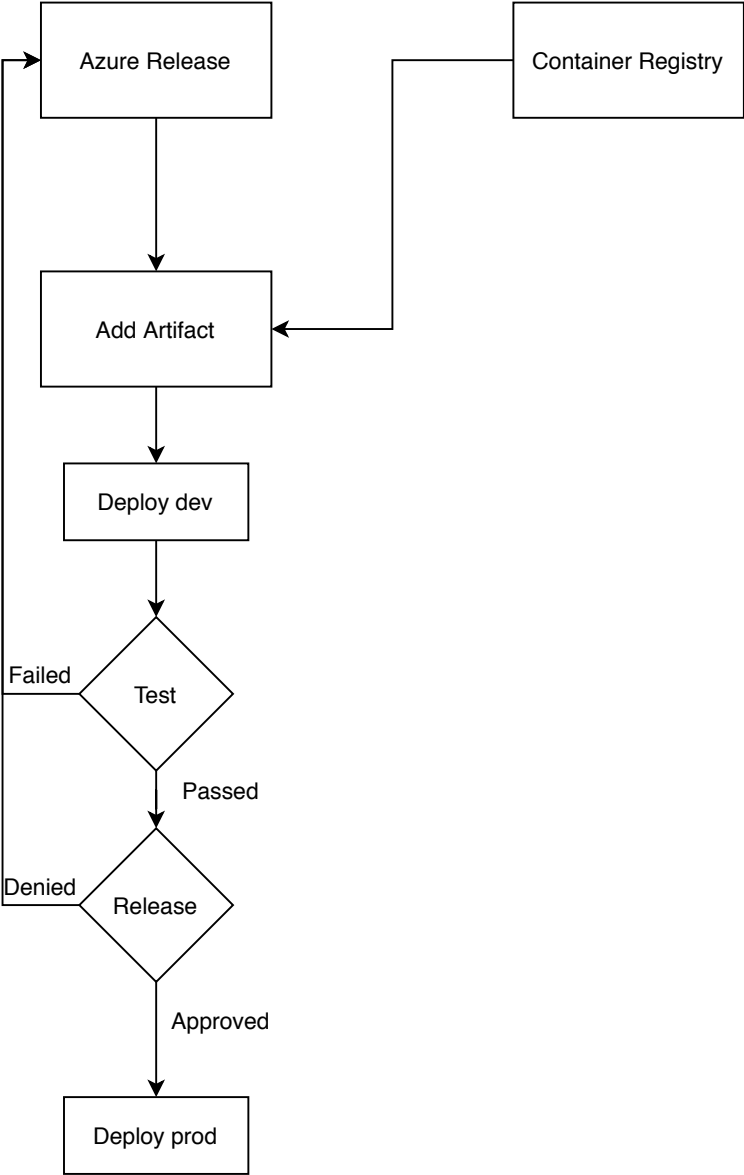 Azure Release
Container Registry
Add Artifact
Deploy dev
Failed
Test
Passed
Denied
Release
Approved
Deploy prod